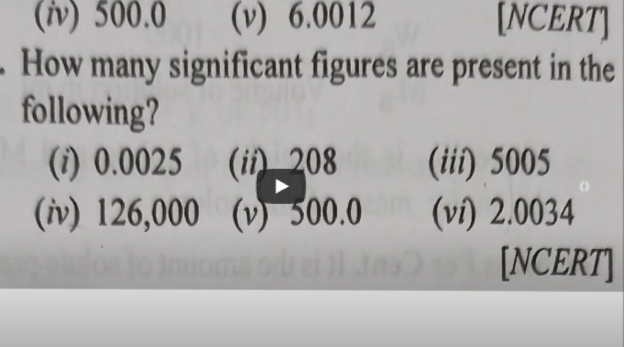 (iv) 500.0 (v) 6.0012 [NCERT]
. How many significant figures are present in the
following?
(i) 0.0025 (ii) 208 (iii) 5005
(iv) 126,000 (v) 500.0 (vi) 2.0034
[NCERT]